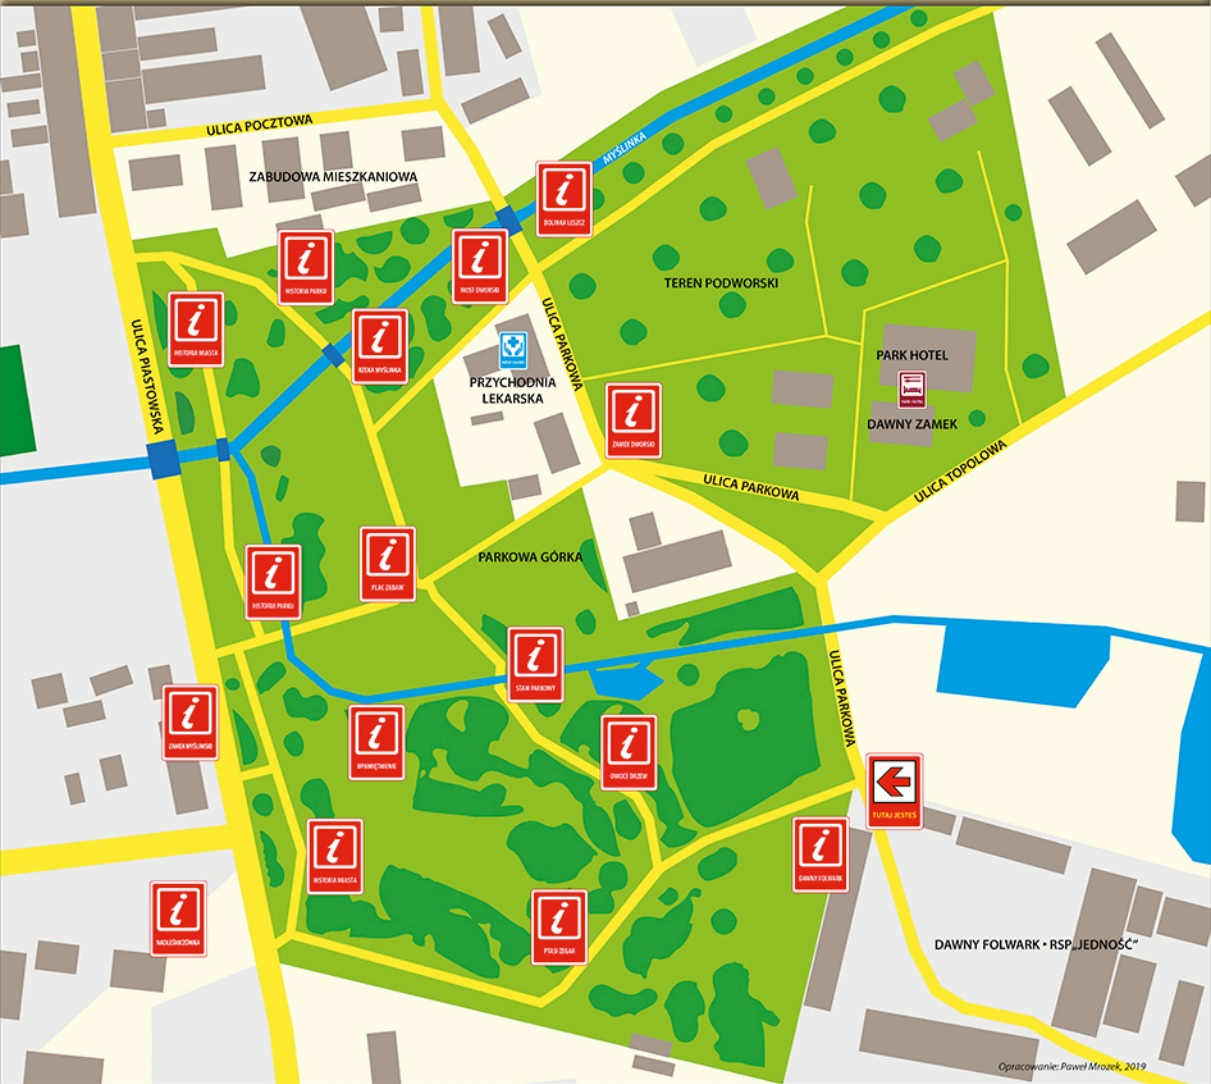 ULICA POCZTOWA
ZABUDOWA MIESZKANIOWA
MYŚLINKA
DOLINKA LESZCZ
HISTORIA PARKU
MOST DWORSKI
TEREN PODWORSKI
HISTORIA MIASTA
RZEKA MYŚLINKA
ULICA PIASTOWSKA
ULICA PARKOWA
PRZYCHODNIA
LEKARSKA
PARK HOTEL
PARK HOTEL
DAWNY ZAMEK
ZAMEK DWORSKI
ULICA PARKOWA
ULICA TOPOLOWA
PARKOWA GÓRKA
PLAC ZABAW
HISTORIA PARKU
STAW PARKOWY
ULICA PARKOWA
ZAMEK MYŚLIWSKI
UPAMIĘTNIENIE
OWOCE DRZEW
TUTAJ JESTEŚ
HISTORIA MIASTA
DAWNY FOLWARK
NADLEŚNICZÓWKA
PTASI ZEGAR
DAWNY FOLWARK • RSP„JEDNOŚĆ”
Opracowanie: Paweł Mrozek, 2019